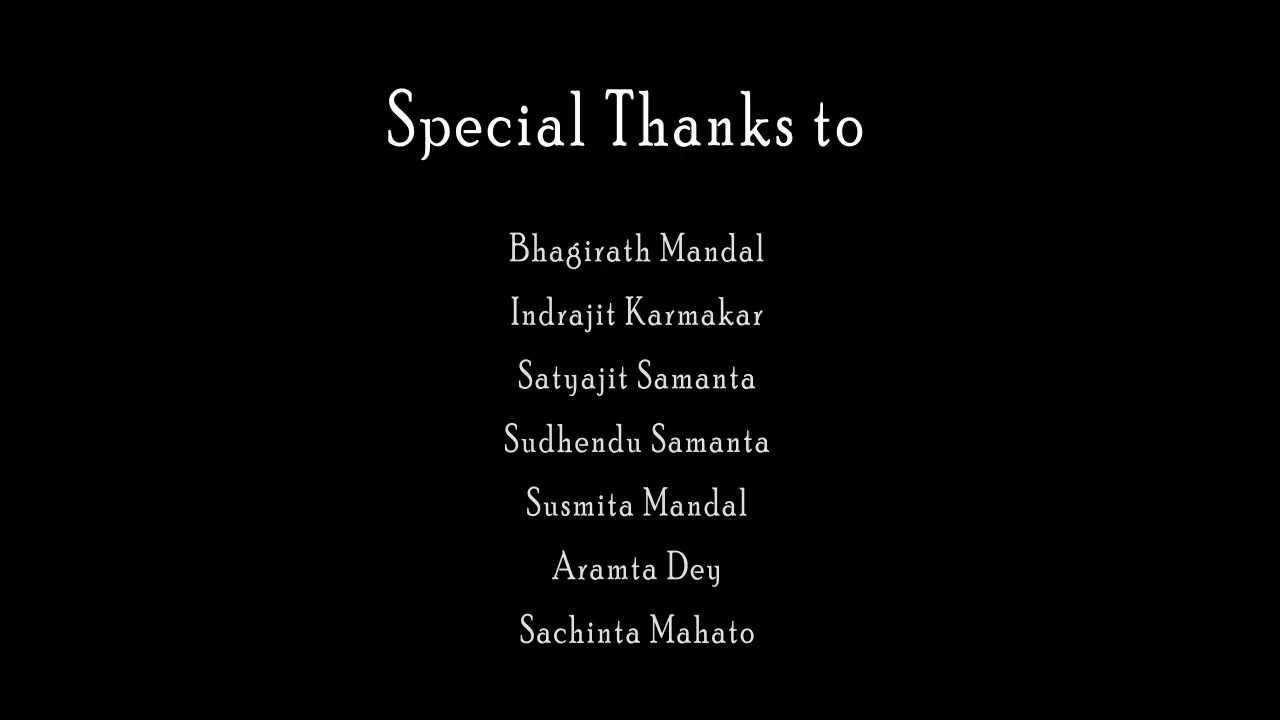 Special Thanks to
Bhagirath Mandal
Indrajit Karmakar
Satyajit Samanta
Sudhendu Samanta
Susmita Mandal
Aramta Dey
Sachinta Mahato